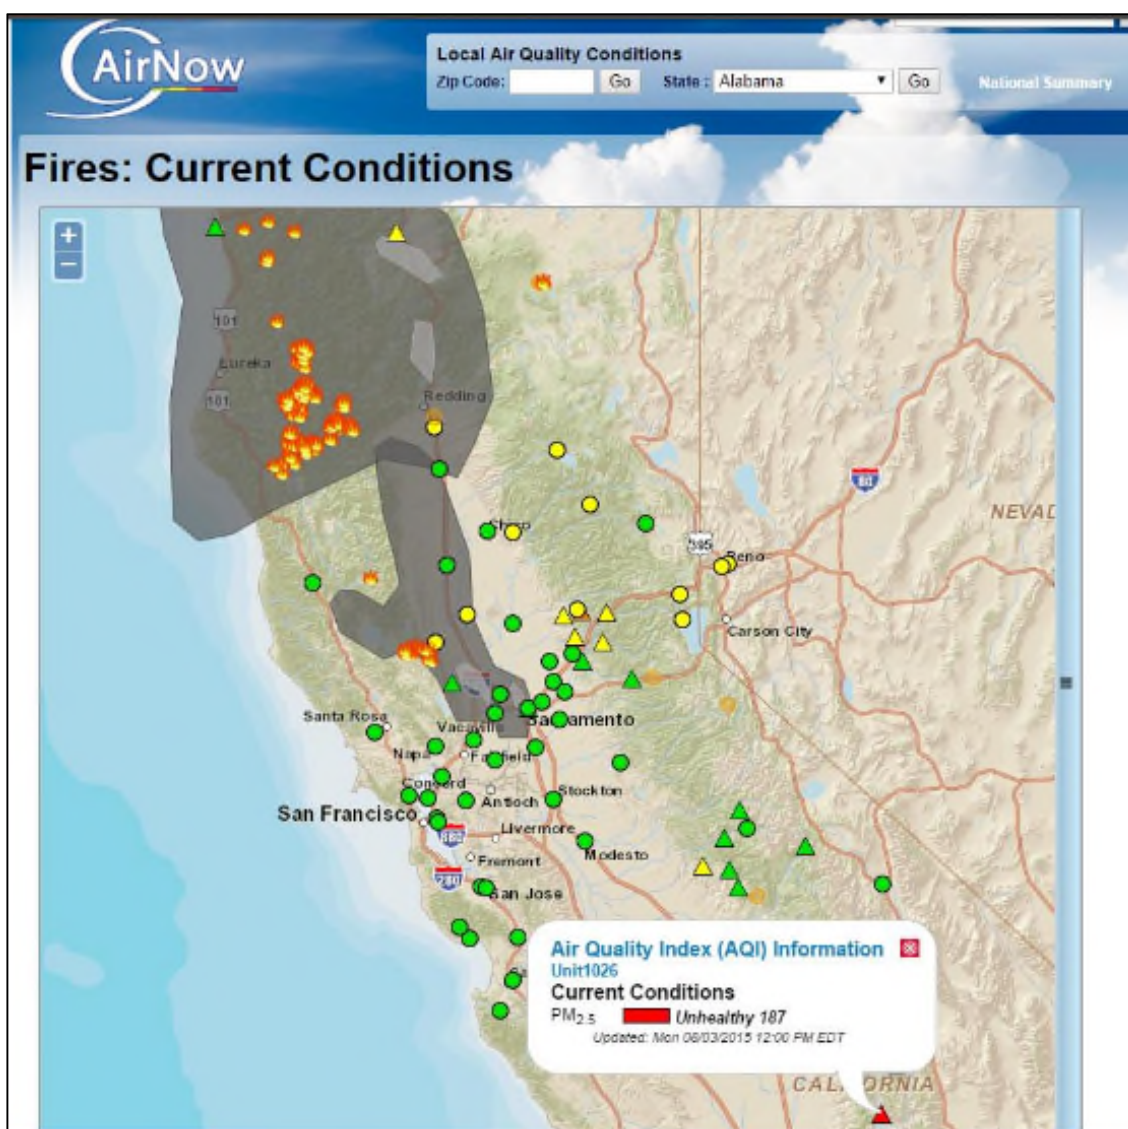 AirNow
Local Air Quality Conditions
Zip Code: Go State : Alabama Go National Summary
Fires: Current Conditions
+
−
101
Eureka
101
Redding
80
NEVAD
Chico
395
Reno
Carson City
Santa Rosa
Vacaville
Sacramento
Napa
Fairfield
Concord
Antioch
Stockton
San Francisco
880
Livermore
Modesto
Fremont
280
San Jose
Air Quality Index (AQI) Information
Unit1026
Current Conditions
PM2.5 Unhealthy 187
Updated: Mon 08/03/2015 12:00 PM EDT
CALIFORNIA